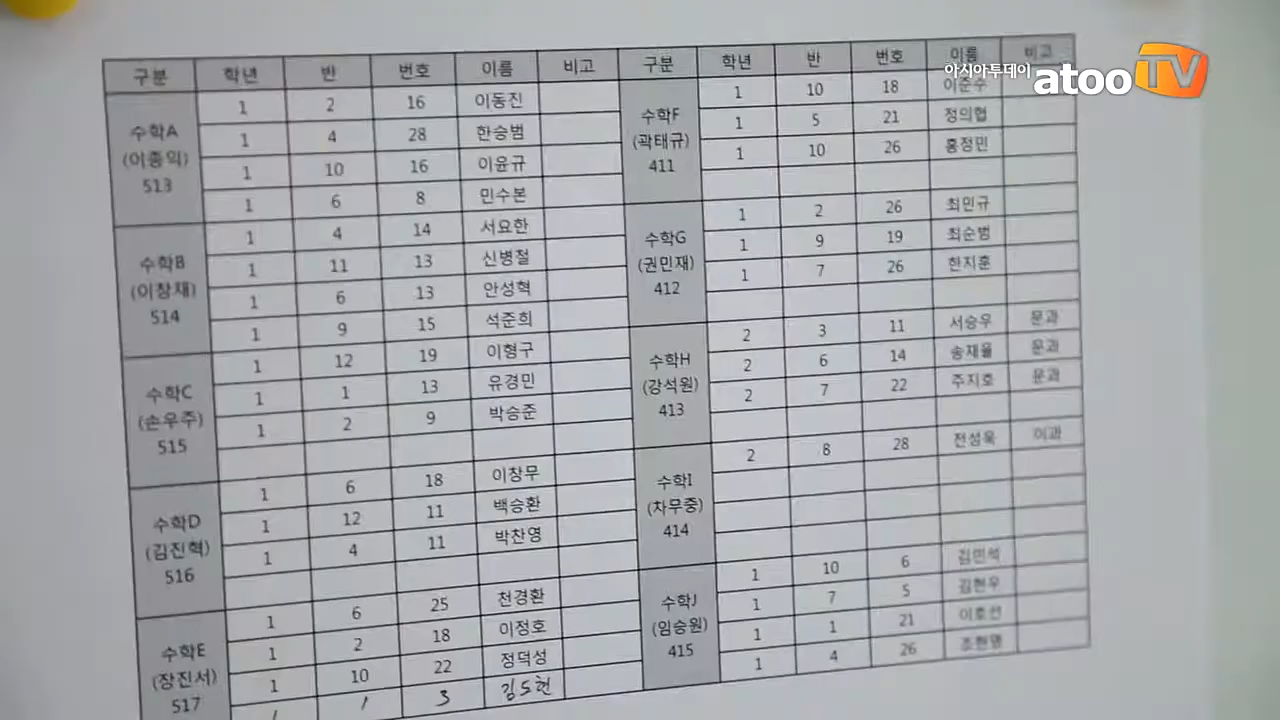 아시아투데이 atooTV
구분 학년 반 번호 이름 비고
수학A
(이종익)
513
1 2 16 이동진
1 4 28 한승범
1 10 16 이윤규
1 6 8 민수본
수학B
(이창재)
514
1 4 14 서요한
1 11 13 신병철
1 6 13 안성혁
1 9 15 석준희
수학C
(손우주)
515
1 12 19 이형구
1 1 13 유경민
1 2 9 박승준
수학D
(김진혁)
516
1 6 18 이창무
1 12 11 백승환
1 4 11 박찬영
수학E
(장진서)
517
1 6 25 천경환
1 2 18 이정호
1 10 22 정덕성
1 1 3 김도현
구분 학년 반 번호 이름 비고
수학F
(곽태규)
411
1 10 18 이준수
1 5 21 정의협
1 10 26 홍정민
수학G
(권민재)
412
1 2 26 최민규
1 9 19 최순범
1 7 26 한지훈
수학H
(강석원)
413
2 3 11 서승우 문과
2 6 14 송재율 문과
2 7 22 주지호 문과
수학I
(차무중)
414
2 8 28 전성욱 이과
수학J
(임승원)
415
1 10 6 김민석
1 7 5 김현우
1 1 21 이호선
1 4 26